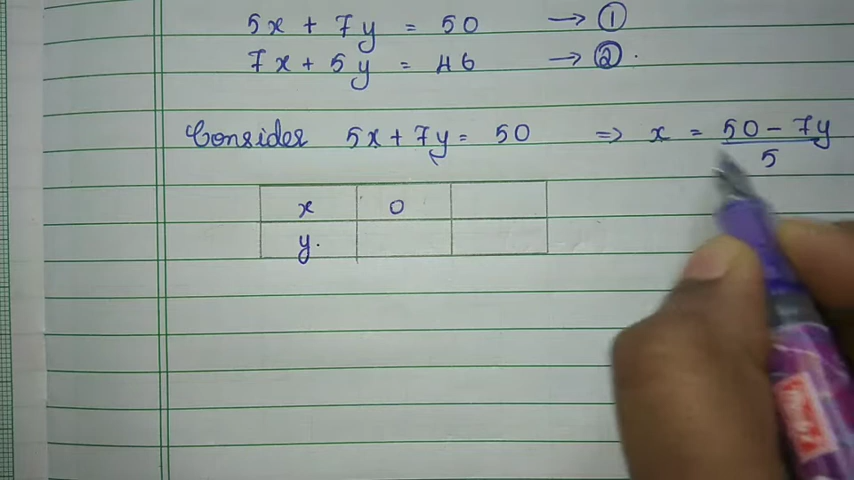 5x + 7y = 50 → ①
7x + 5y = 46 → ②.
Consider 5x + 7y = 50 ⇒ x = 50 - 7y / 5
x 0
y.